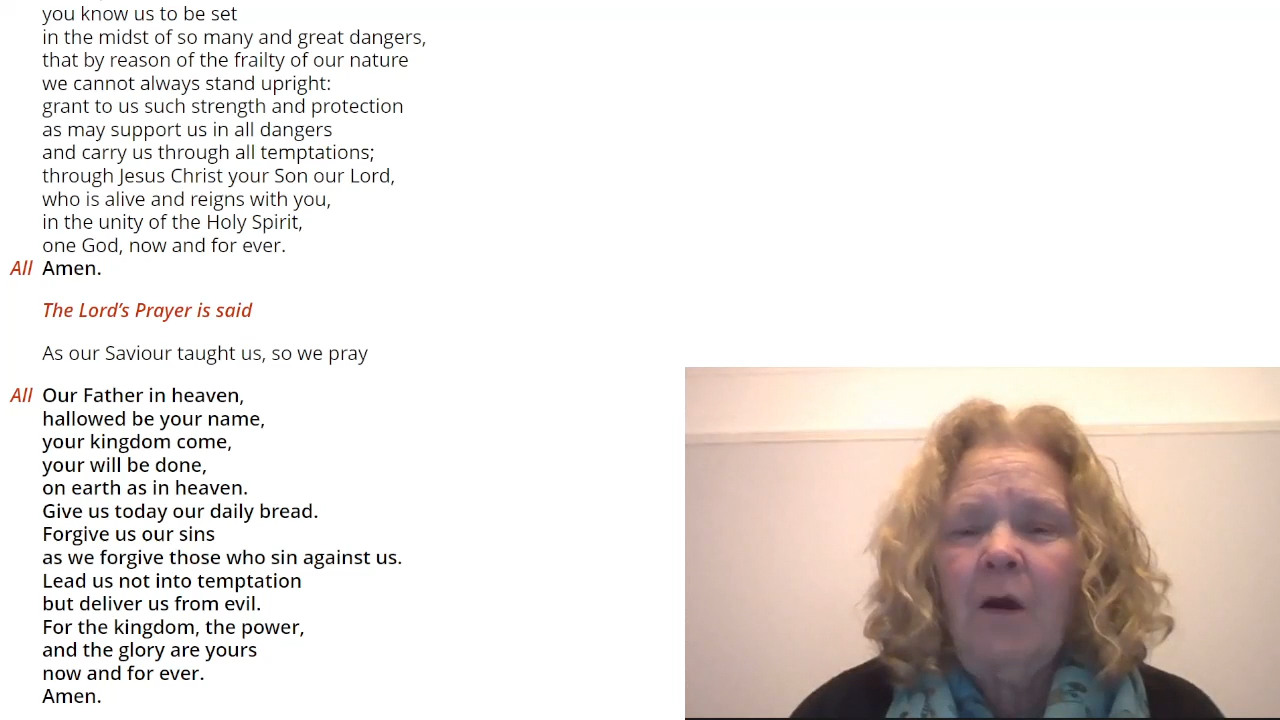 you know us to be set
in the midst of so many and great dangers,
that by reason of the frailty of our nature
we cannot always stand upright:
grant to us such strength and protection
as may support us in all dangers
and carry us through all temptations;
through Jesus Christ your Son our Lord,
who is alive and reigns with you,
in the unity of the Holy Spirit,
one God, now and for ever.
All Amen.
The Lord’s Prayer is said
As our Saviour taught us, so we pray
All Our Father in heaven,
hallowed be your name,
your kingdom come,
your will be done,
on earth as in heaven.
Give us today our daily bread.
Forgive us our sins
as we forgive those who sin against us.
Lead us not into temptation
but deliver us from evil.
For the kingdom, the power,
and the glory are yours
now and for ever.
Amen.